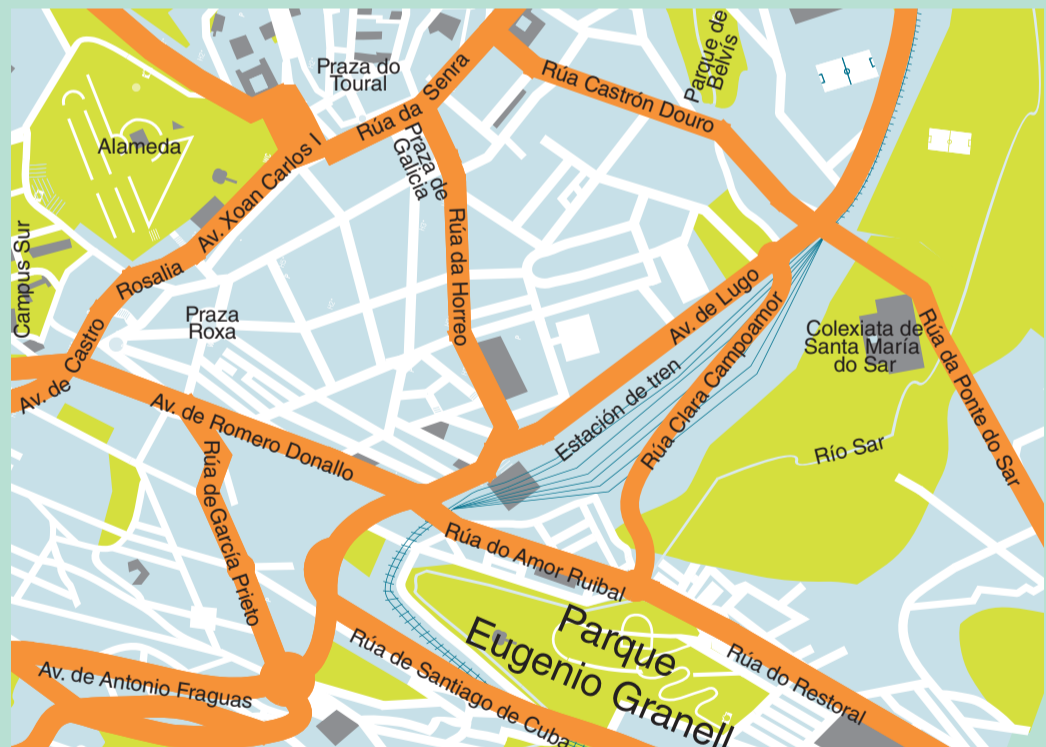 Parque de
Belvís
Praza do
Toural
Rúa da Senra
Rúa Castrón Douro
Alameda
Praza de
Galicia
Av. Xoan Carlos I
Campus Sur
Rosalia
Rúa da Horreo
Av. de Lugo
Praza
Roxa
Colexiata de
Santa María
do Sar
Rúa da Ponte do Sar
Av. de Castro
Estación de tren
Rúa Clara Campoamor
Av. de Romero Donallo
Río Sar
Rúa de García Prieto
Rúa do Amor Ruibal
Parque
Eugenio Granell
Rúa de Santiago de Cuba
Rúa do Restoral
Av. de Antonio Fraguas